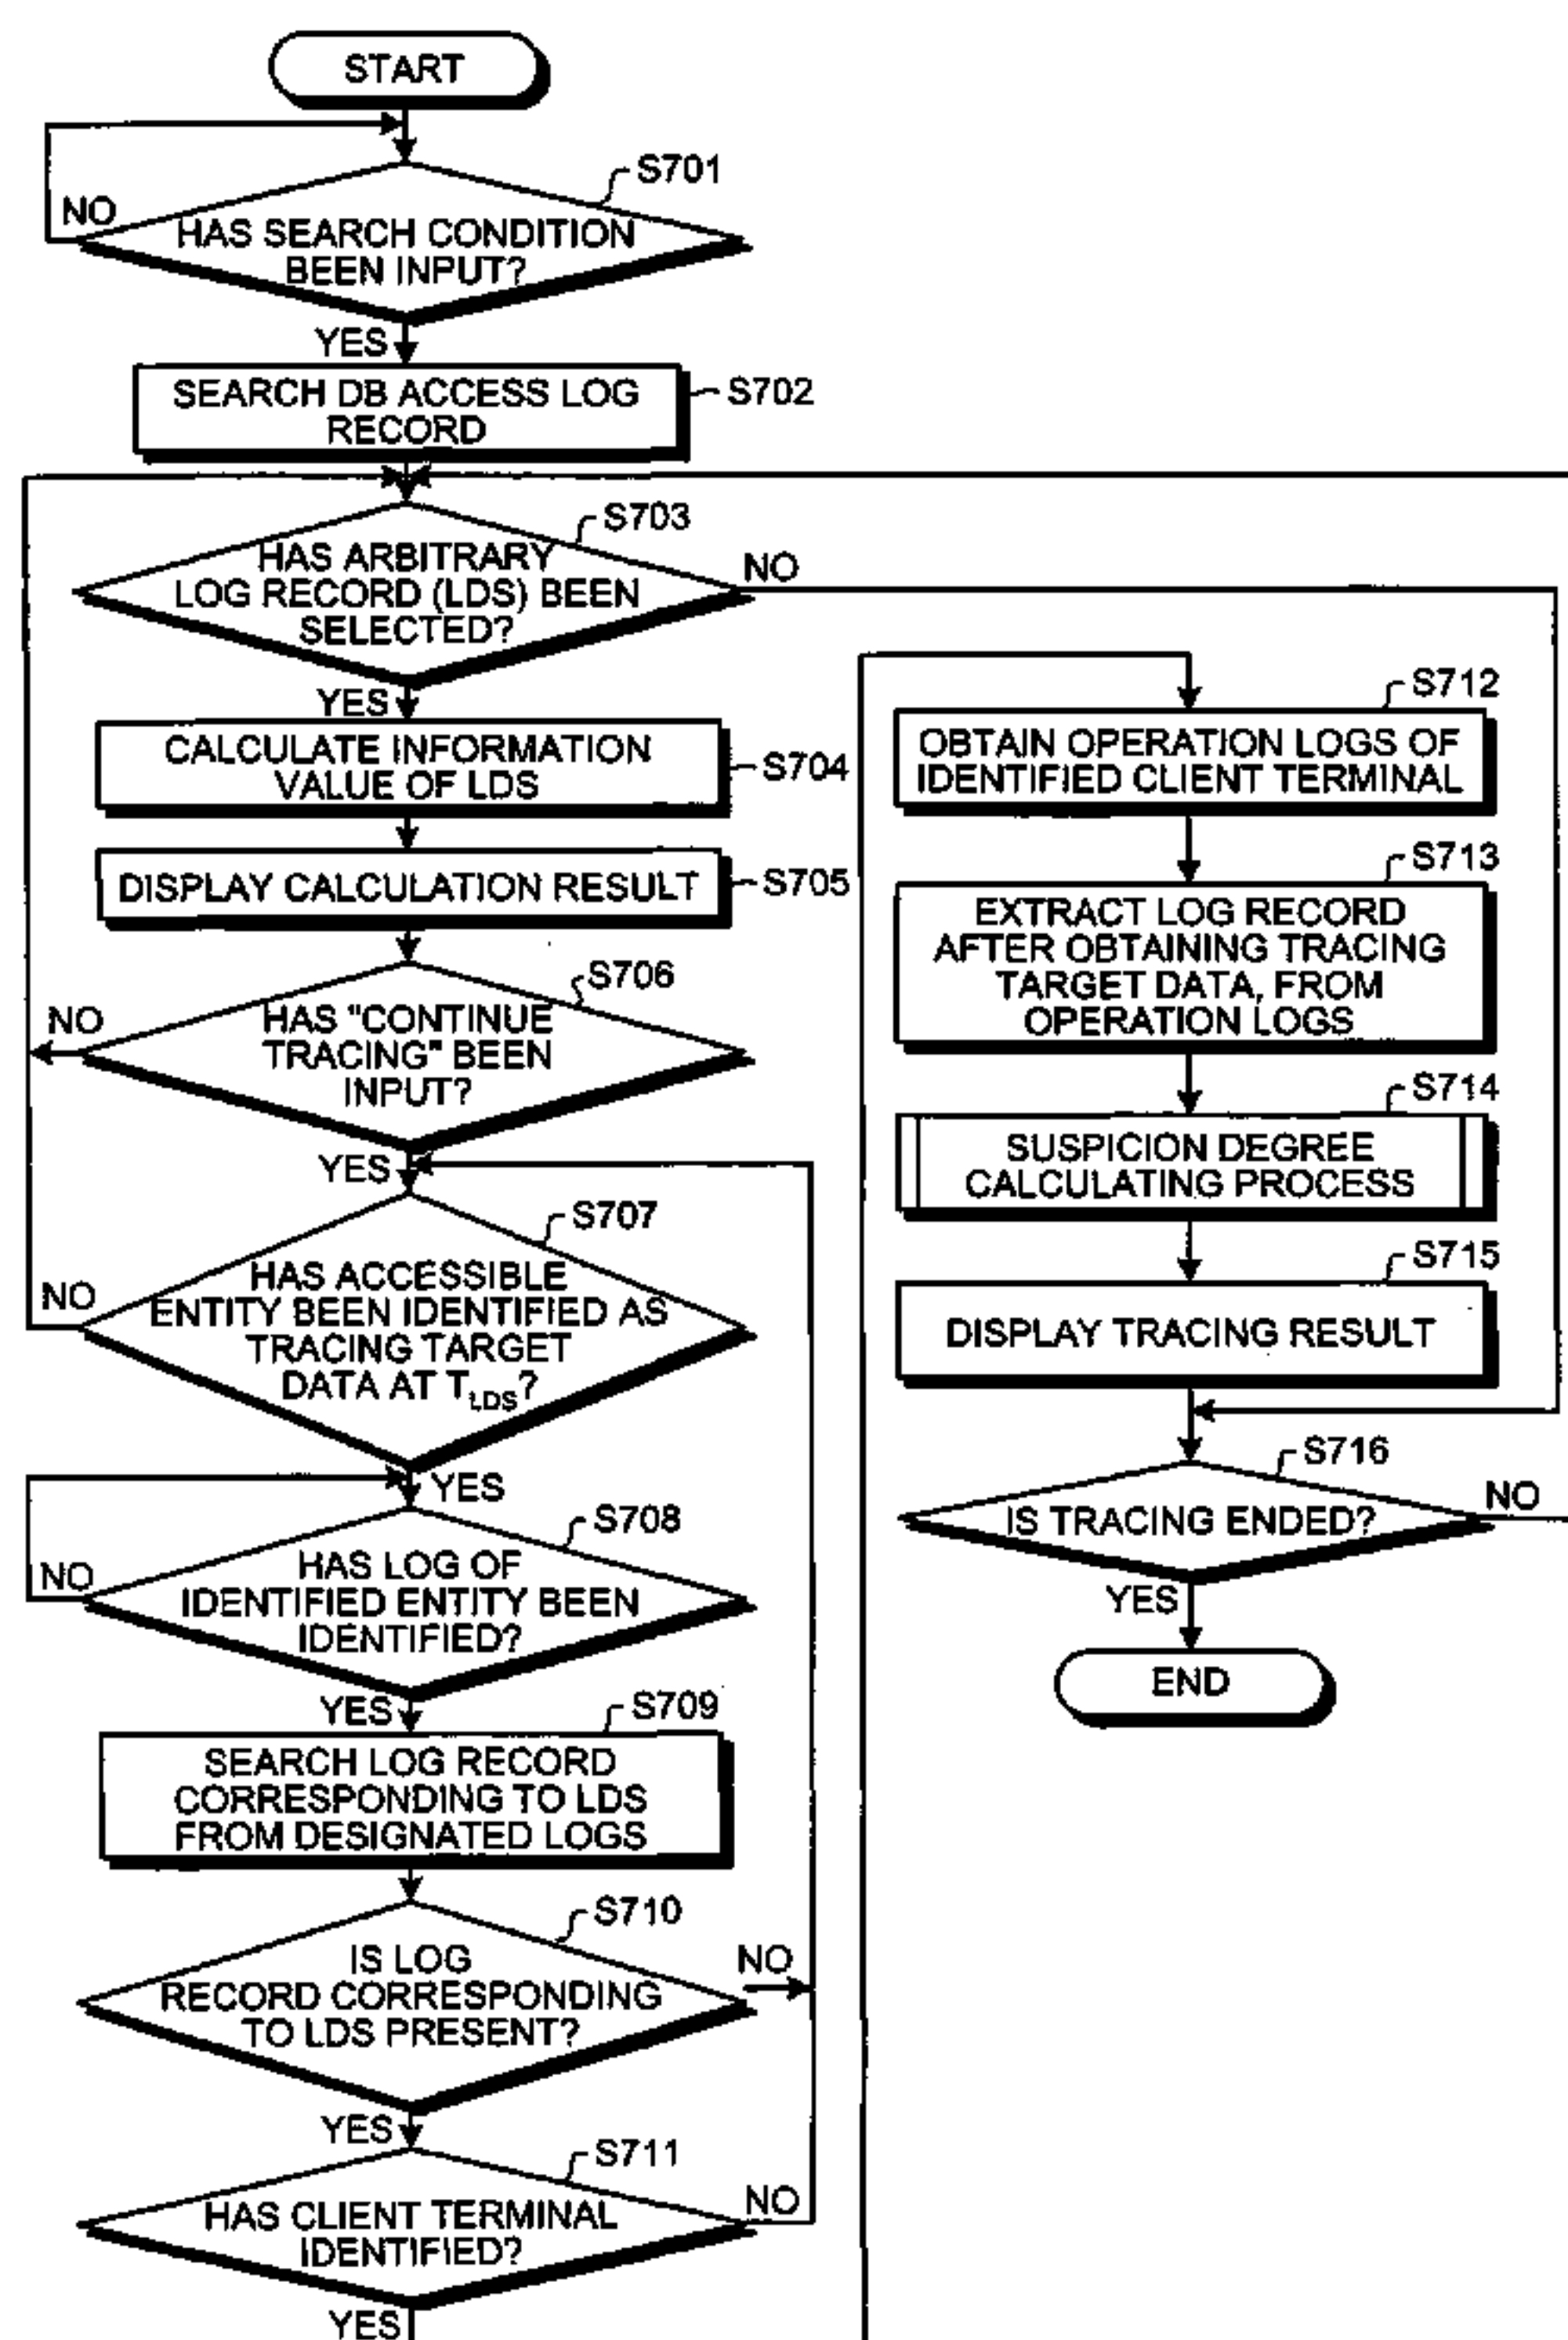 START
S701
NO
HAS SEARCH CONDITION
BEEN INPUT?
YES
SEARCH DB ACCESS LOG
RECORD
S702
S703
HAS ARBITRARY
LOG RECORD (LDS) BEEN
SELECTED?
NO
YES
CALCULATE INFORMATION
VALUE OF LDS
S704
DISPLAY CALCULATION RESULT
S705
S706
NO
HAS "CONTINUE
TRACING" BEEN
INPUT?
YES
S707
NO
HAS ACCESSIBLE
ENTITY BEEN IDENTIFIED AS
TRACING TARGET
DATA AT T_LDS?
YES
S708
NO
HAS LOG OF
IDENTIFIED ENTITY BEEN
IDENTIFIED?
YES
S709
SEARCH LOG RECORD
CORRESPONDING TO LDS
FROM DESIGNATED LOGS
S710
IS LOG
RECORD CORRESPONDING
TO LDS PRESENT?
NO
YES
S711
HAS CLIENT TERMINAL
IDENTIFIED?
NO
YES
S712
OBTAIN OPERATION LOGS OF
IDENTIFIED CLIENT TERMINAL
S713
EXTRACT LOG RECORD
AFTER OBTAINING TRACING
TARGET DATA, FROM
OPERATION LOGS
S714
SUSPICION DEGREE
CALCULATING PROCESS
S715
DISPLAY TRACING RESULT
S716
IS TRACING ENDED?
NO
YES
END